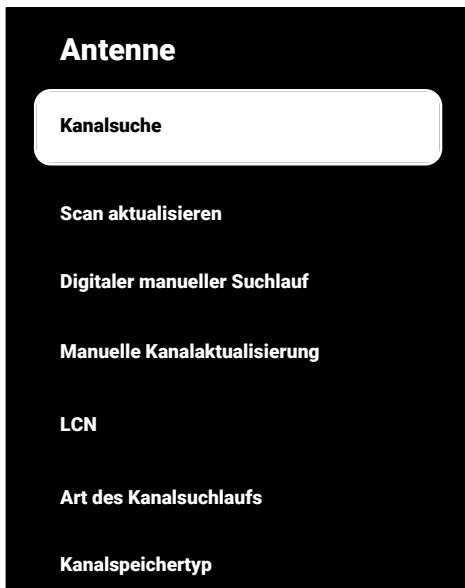 Antenne
Kanalsuche
Scan aktualisieren
Digitaler manueller Suchlauf
Manuelle Kanalaktualisierung
LCN
Art des Kanalsuchlaufs
Kanalspeichertyp